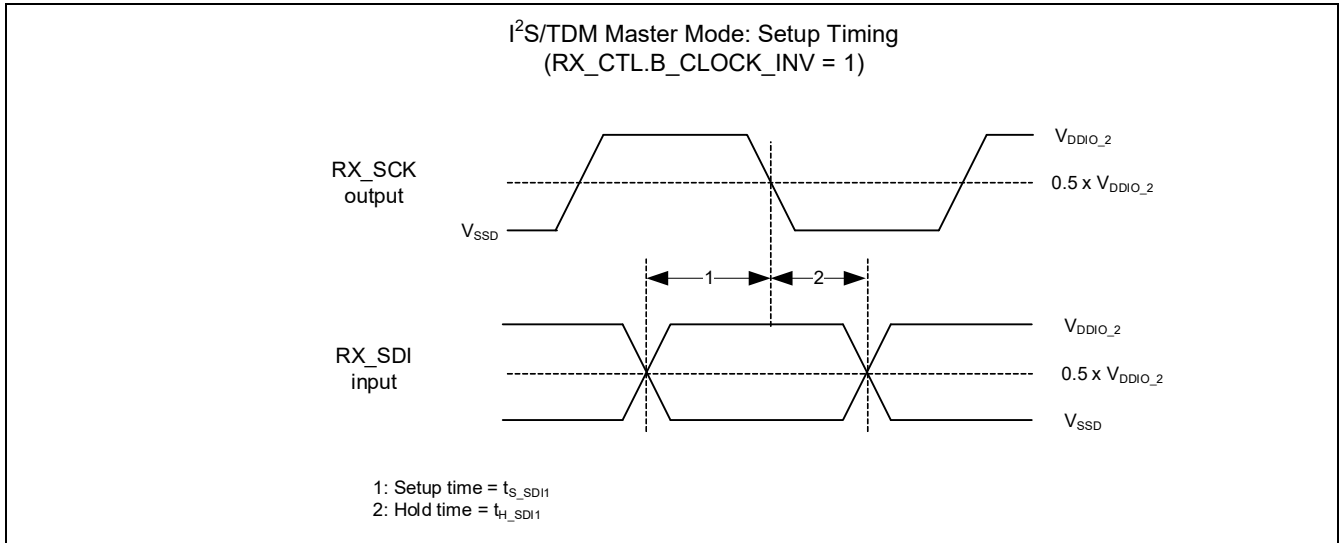 I²S/TDM Master Mode: Setup Timing
(RX_CTL.B_CLOCK_INV = 1)
V_DDIO_2
RX_SCK
output
0.5 x V_DDIO_2
V_SSD
1
2
V_DDIO_2
RX_SDI
input
0.5 x V_DDIO_2
V_SSD
1: Setup time = t_S_SDI1
2: Hold time = t_H_SDI1